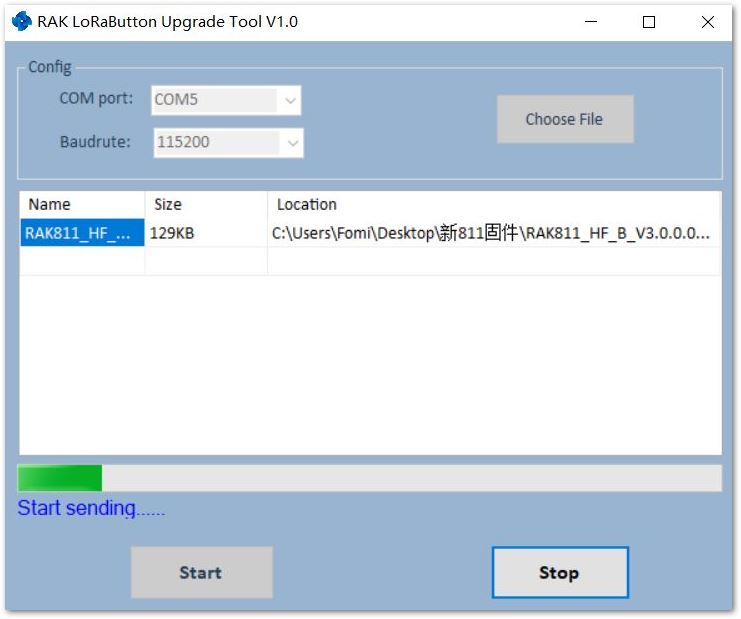 RAK LoRaButton Upgrade Tool V1.0
Config
COM port: COM5
Choose File
Baudrute: 115200
Name Size Location
RAK811_HF_... 129KB C:\Users\Fomi\Desktop\新811固件\RAK811_HF_B_V3.0.0.0...
Start sending......
Start Stop